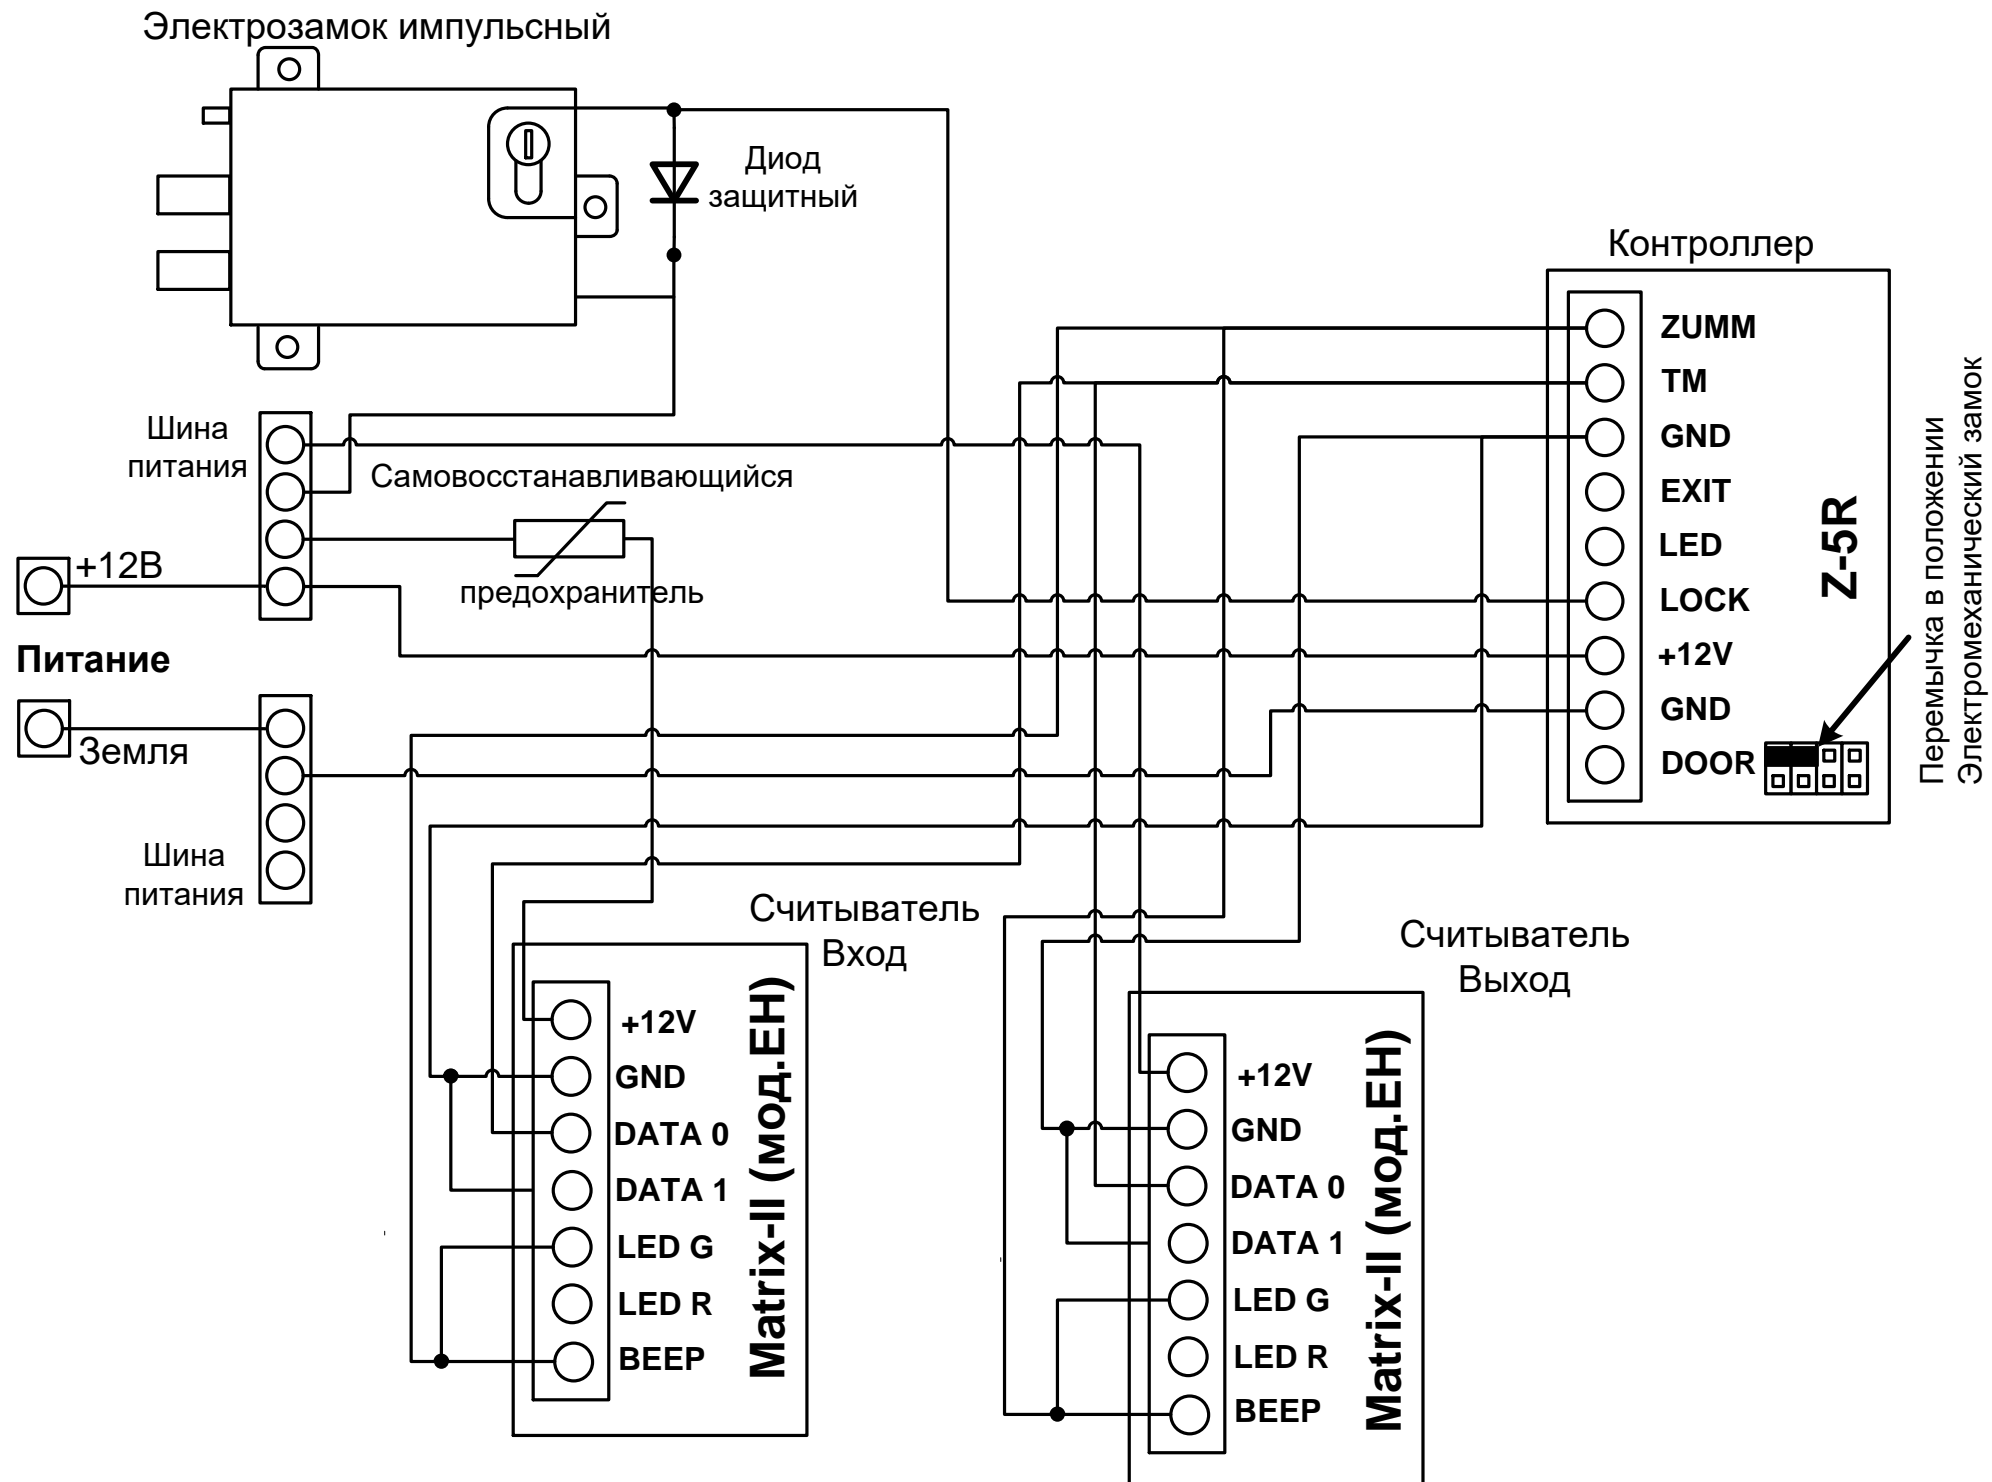 Электрозамок импульсный
Диод
защитный
Контроллер
ZUMM
TM
GND
EXIT
LED
LOCK
+12V
GND
DOOR
Z-5R
Перемычка в положении
Электромеханический замок
Шина
питания
Самовосстанавливающийся
предохранитель
+12В
Питание
Земля
Шина
питания
Считыватель
Вход
+12V
GND
DATA 0
DATA 1
LED G
LED R
BEEP
Matrix-II (мод.EH)
Считыватель
Выход
+12V
GND
DATA 0
DATA 1
LED G
LED R
BEEP
Matrix-II (мод.EH)